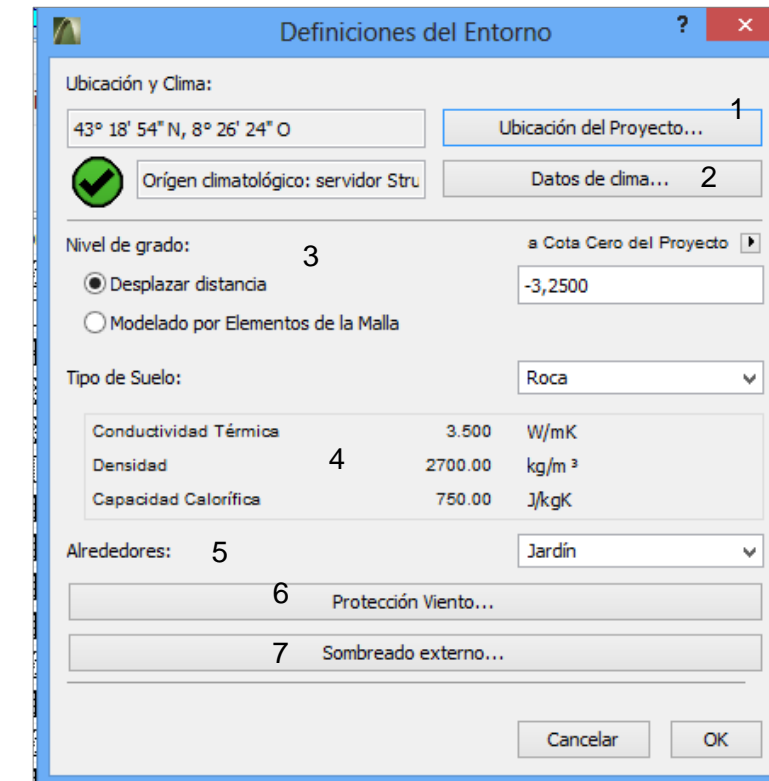 Definiciones del Entorno ? ×
Ubicación y Clima:
1
43° 18' 54" N, 8° 26' 24" O Ubicación del Proyecto...
Orígen climatológico: servidor Stru Datos de clima... 2
Nivel de grado: 3 a Cota Cero del Proyecto
Desplazar distancia -3,2500
Modelado por Elementos de la Malla
Tipo de Suelo: Roca
Conductividad Térmica 3.500 W/mK
Densidad 4 2700.00 kg/m ³
Capacidad Calorífica 750.00 J/kgK
Alrededores: 5 Jardín
6 Protección Viento...
7 Sombreado externo...
Cancelar OK